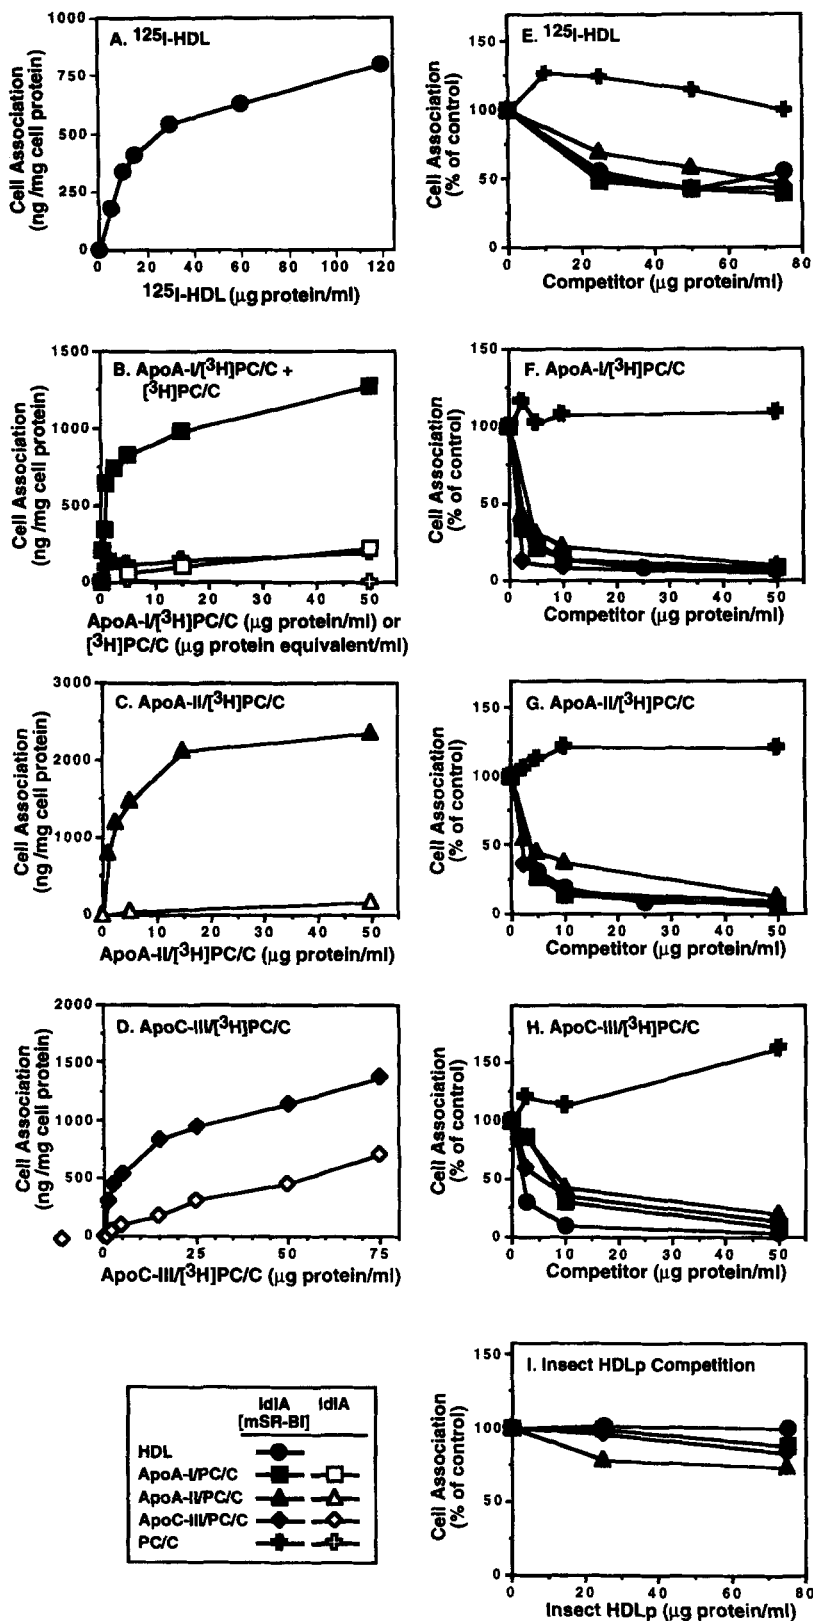 A. 125I-HDL
1000
750
500
250
0
Cell Association
(ng /mg cell protein)
0 20 40 60 80 100 120
125I-HDL (µg protein/ml)
B. ApoA-I/[3H]PC/C +
[3H]PC/C
1500
1000
500
0
Cell Association
(ng /mg cell protein)
0 10 20 30 40 50
ApoA-I/[3H]PC/C (µg protein/ml) or
[3H]PC/C (µg protein equivalent/ml)
C. ApoA-II/[3H]PC/C
3000
2000
1000
0
Cell Association
(ng /mg cell protein)
0 10 20 30 40 50
ApoA-II/[3H]PC/C (µg protein/ml)
D. ApoC-III/[3H]PC/C
2000
1500
1000
500
0
Cell Association
(ng /mg cell protein)
0 25 50 75
ApoC-III/[3H]PC/C (µg protein/ml)
ldlA ldlA
[mSR-BI]
HDL
ApoA-I/PC/C
ApoA-II/PC/C
ApoC-III/PC/C
PC/C
E. 125I-HDL
150
100
50
0
Cell Association
(% of control)
0 20 40 60 80
Competitor (µg protein/ml)
F. ApoA-I/[3H]PC/C
150
100
50
0
Cell Association
(% of control)
0 10 20 30 40 50
Competitor (µg protein/ml)
G. ApoA-II/[3H]PC/C
150
100
50
0
Cell Association
(% of control)
0 10 20 30 40 50
Competitor (µg protein/ml)
H. ApoC-III/[3H]PC/C
150
100
50
0
Cell Association
(% of control)
0 10 20 30 40 50
Competitor (µg protein/ml)
I. Insect HDLp Competition
150
100
50
0
Cell Association
(% of control)
0 20 40 60 80
Insect HDLp (µg protein/ml)